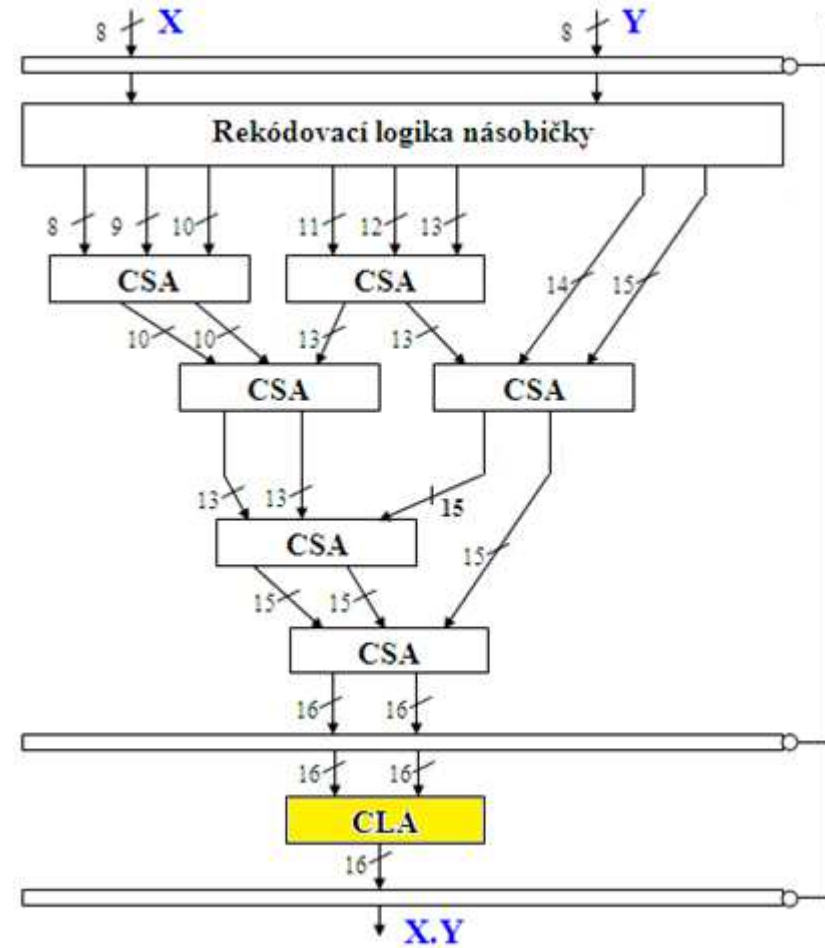 8 X 8 Y
Rekódovací logika násobičky
8 9 10 11 12 13
CSA CSA 14 15
10 10 13 13
CSA CSA
13 13 15
CSA 15
15 15
CSA
16 16
16 16
CLA
16
X.Y